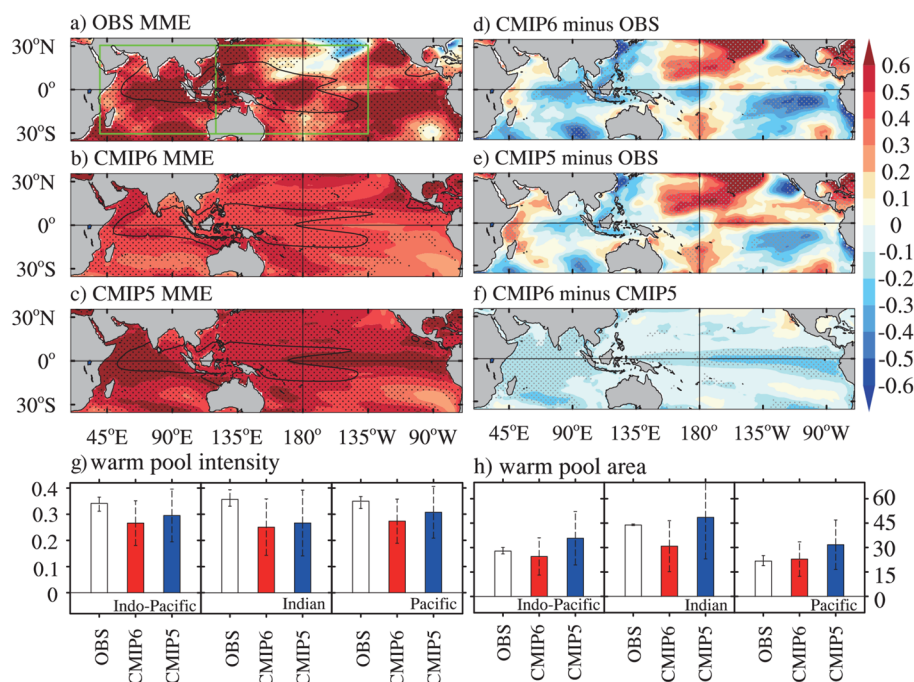 a) OBS MME
d) CMIP6 minus OBS
30°N
0°
30°S
b) CMIP6 MME
e) CMIP5 minus OBS
30°N
0°
30°S
c) CMIP5 MME
f) CMIP6 minus CMIP5
30°N
0°
30°S
45°E 90°E 135°E 180° 135°W 90°W
45°E 90°E 135°E 180° 135°W 90°W
0.6
0.5
0.4
0.3
0.2
0.1
0
-0.1
-0.2
-0.3
-0.4
-0.5
-0.6
g) warm pool intensity
0.4
0.3
0.2
0.1
0
Indo-Pacific
Indian
Pacific
OBS CMIP6 CMIP5
OBS CMIP6 CMIP5
OBS CMIP6 CMIP5
h) warm pool area
60
45
30
15
0
Indo-Pacific
Indian
Pacific
OBS CMIP6 CMIP5
OBS CMIP6 CMIP5
OBS CMIP6 CMIP5